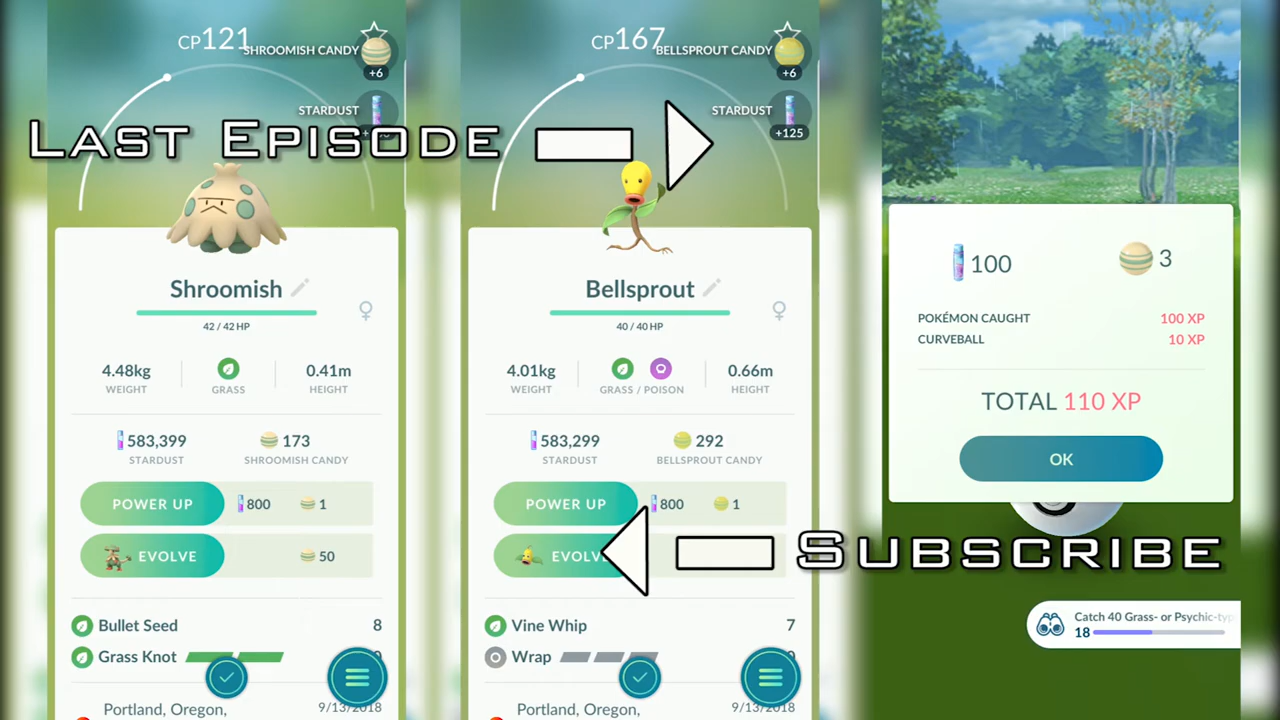 CP121
SHROOMISH CANDY
+6
STARDUST
Shroomish
42 / 42 HP
4.48kg
WEIGHT
GRASS
0.41m
HEIGHT
583,399
STARDUST
173
SHROOMISH CANDY
POWER UP
800
1
EVOLVE
50
Bullet Seed
8
Grass Knot
Portland, Oregon,
9/13/2018
CP167
BELLSPROUT CANDY
+6
STARDUST
+125
Bellsprout
40 / 40 HP
4.01kg
WEIGHT
GRASS / POISON
0.66m
HEIGHT
583,299
STARDUST
292
BELLSPROUT CANDY
POWER UP
800
1
EVOLV
Vine Whip
7
Wrap
Portland, Oregon,
9/13/2018
LAST EPISODE
100
3
POKÉMON CAUGHT
100 XP
CURVEBALL
10 XP
TOTAL 110 XP
OK
SUBSCRIBE
Catch 40 Grass- or Psychic-typ
18